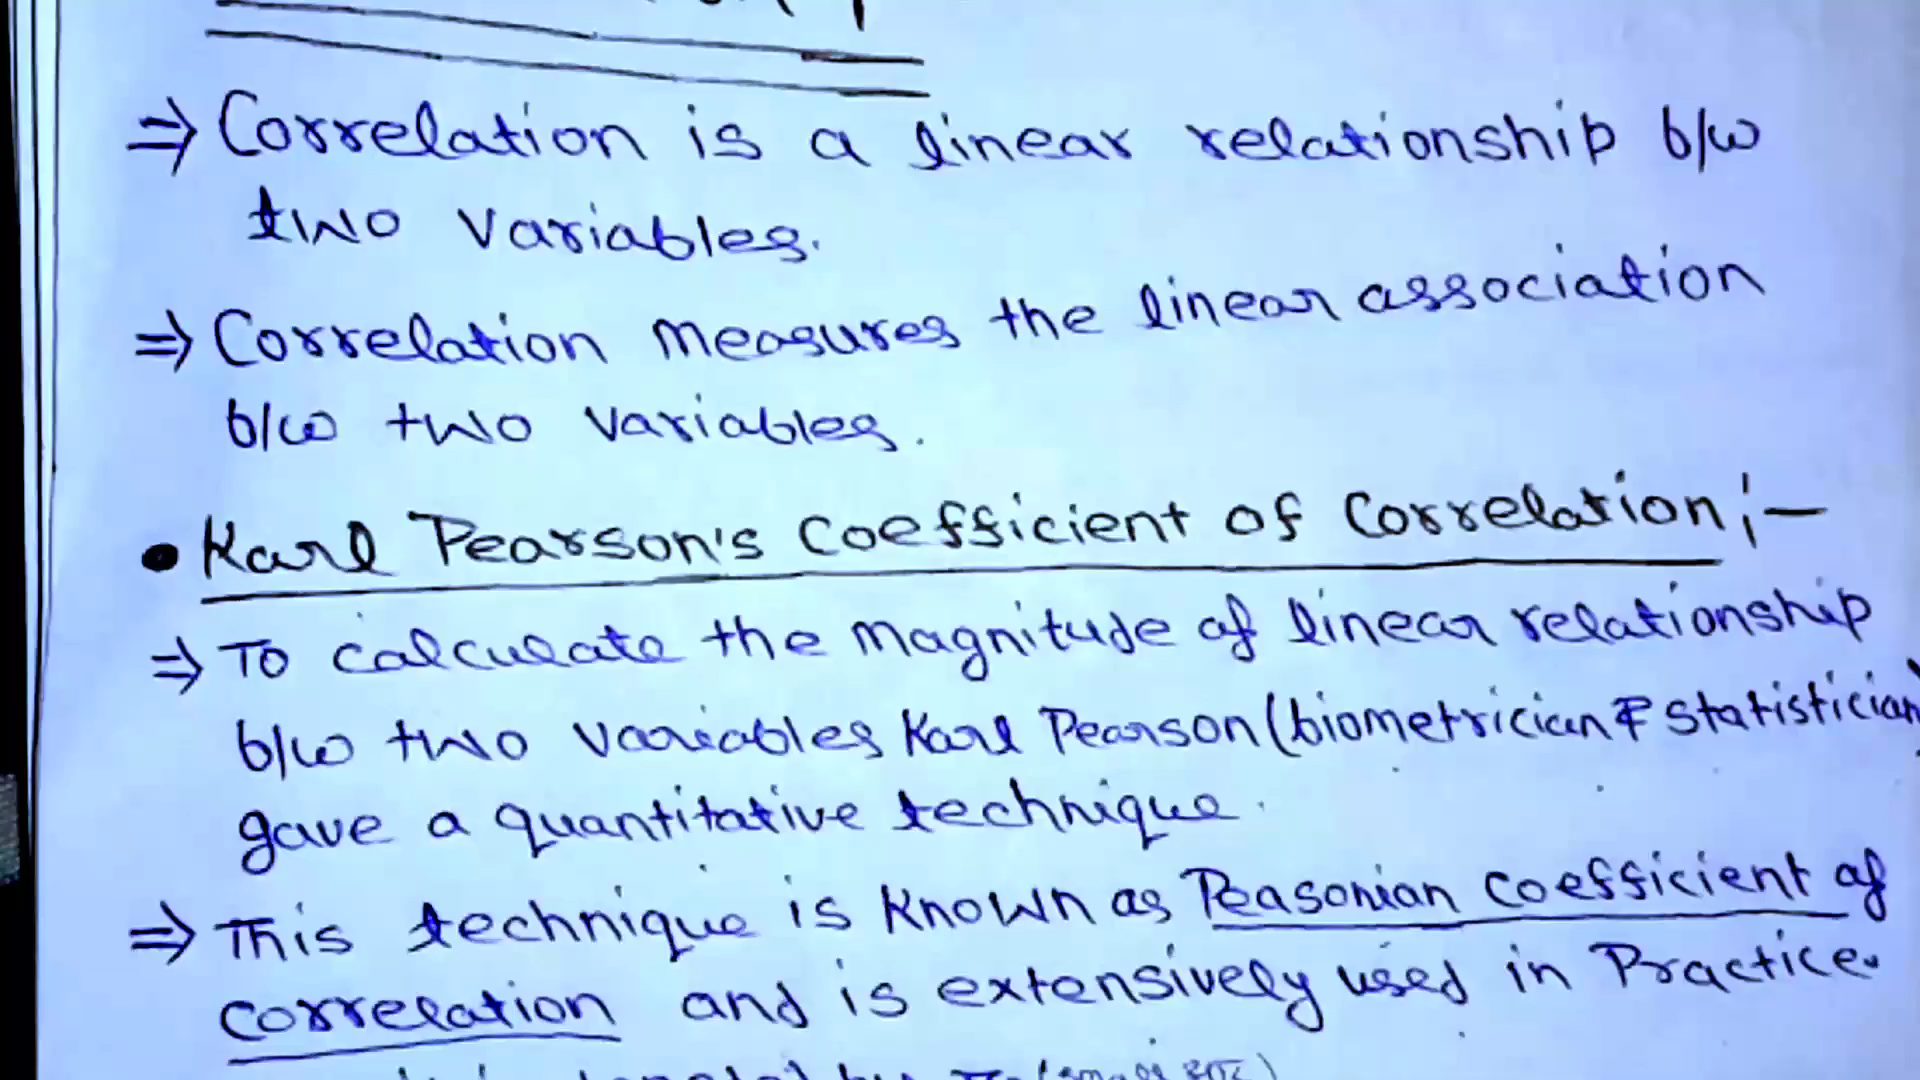 ⇒ Correlation is a linear relationship b/w
two variables.
⇒ Correlation measures the linear association
b/w two variables.
• Karl Pearson's Coefficient of Correlation ;-
⇒ To calculate the magnitude of linear relationship
b/w two variables Karl Pearson (biometrician & statistician)
gave a quantitative technique.
⇒ This technique is known as Peasonian coefficient of
correlation and is extensively used in Practice.